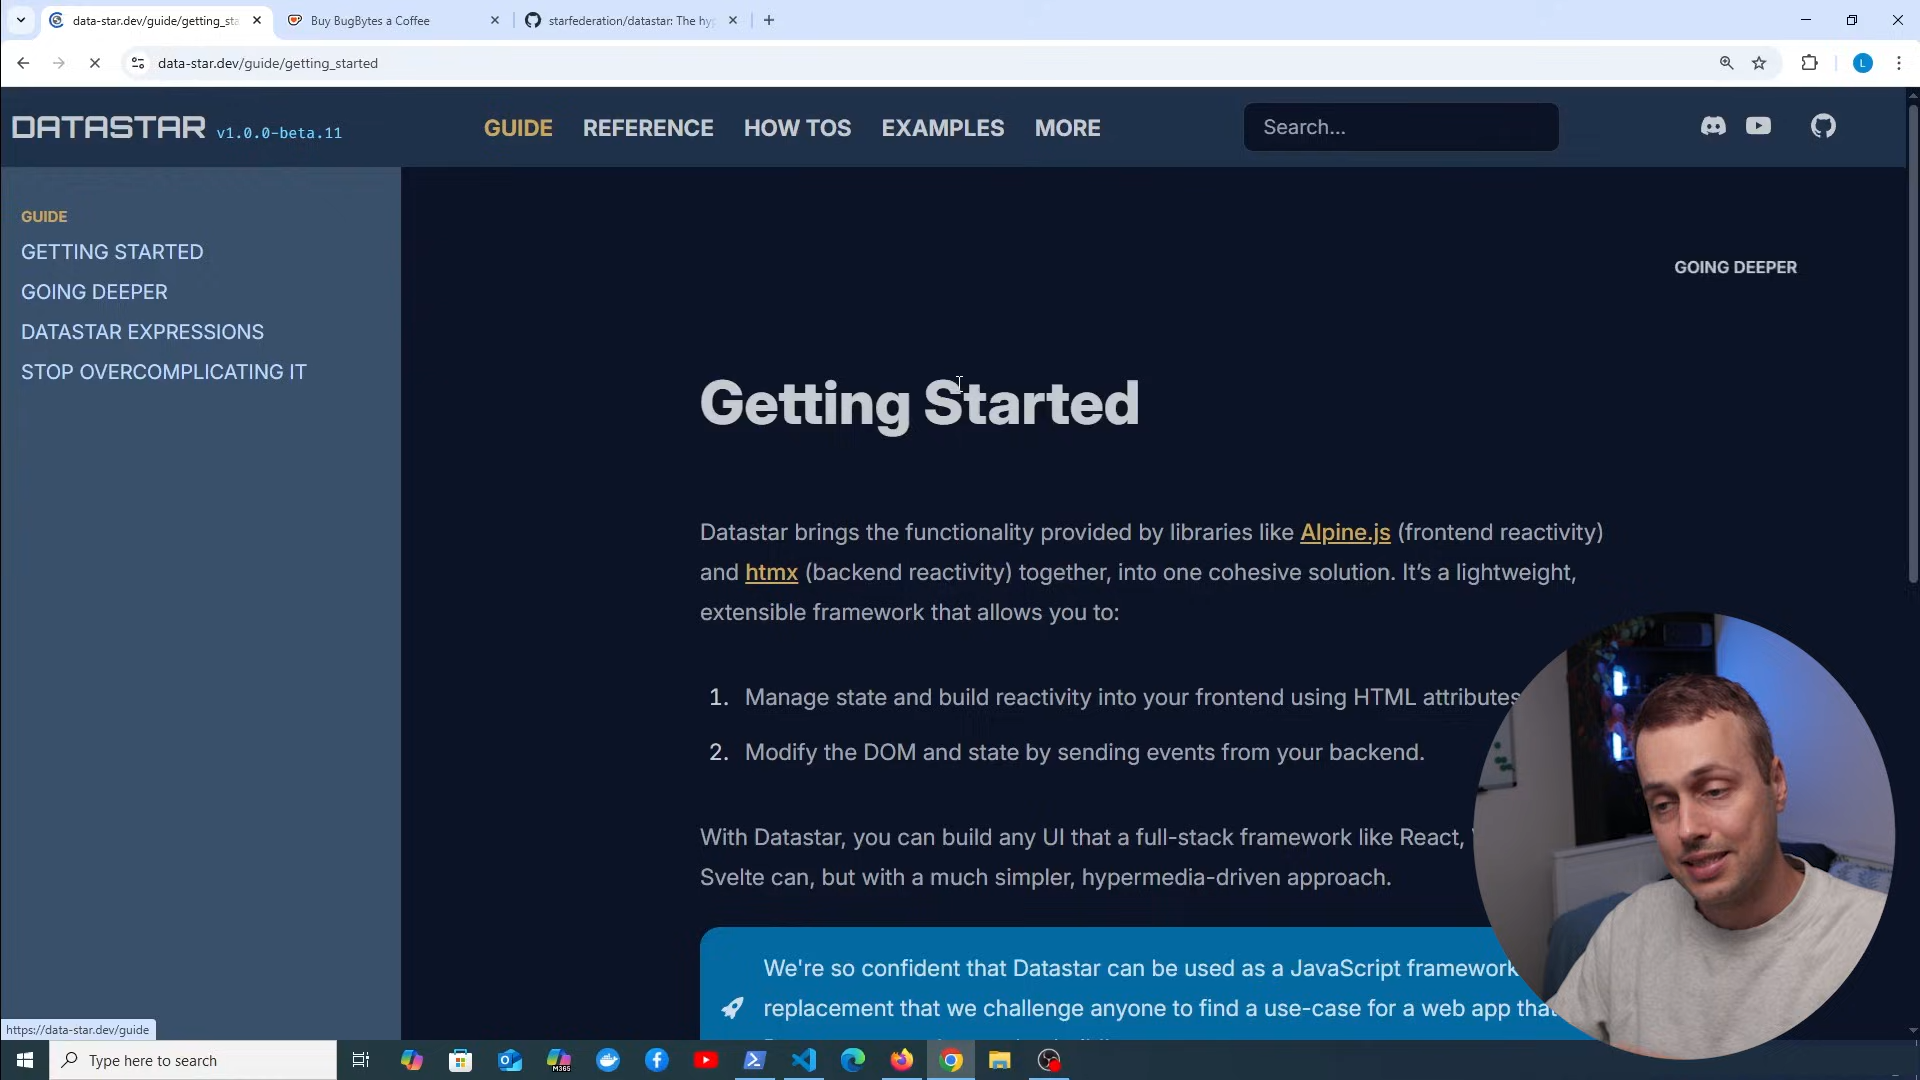 data-star.dev/guide/getting_sta
Buy BugBytes a Coffee
starfederation/datastar: The hyp
data-star.dev/guide/getting_started
L
DATASTAR v1.0.0-beta.11
GUIDE REFERENCE HOW TOS EXAMPLES MORE
Search...
GUIDE
GETTING STARTED
GOING DEEPER
DATASTAR EXPRESSIONS
STOP OVERCOMPLICATING IT
GOING DEEPER
Getting Started
Datastar brings the functionality provided by libraries like Alpine.js (frontend reactivity)
and htmx (backend reactivity) together, into one cohesive solution. It’s a lightweight,
extensible framework that allows you to:
1. Manage state and build reactivity into your frontend using HTML attributes
2. Modify the DOM and state by sending events from your backend.
With Datastar, you can build any UI that a full-stack framework like React,
Svelte can, but with a much simpler, hypermedia-driven approach.
We're so confident that Datastar can be used as a JavaScript framework
replacement that we challenge anyone to find a use-case for a web app that
https://data-star.dev/guide
Type here to search
M365